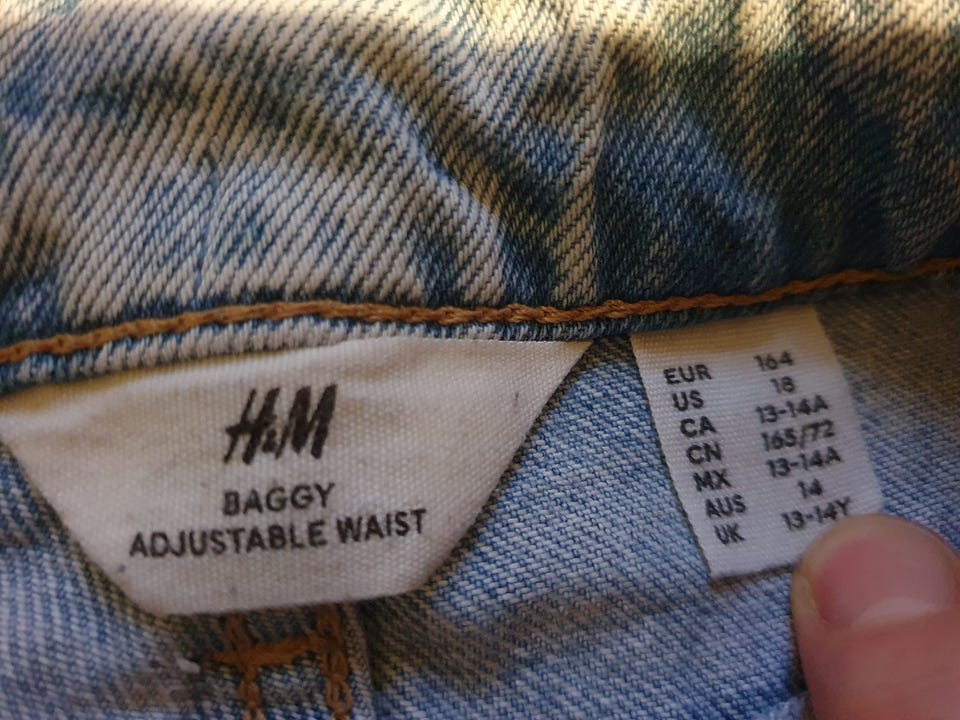 H&M
BAGGY
ADJUSTABLE WAIST
EUR 164
US 18
CA 13-14A
CN 165/72
MX 13-14A
AUS 14
UK 13-14Y